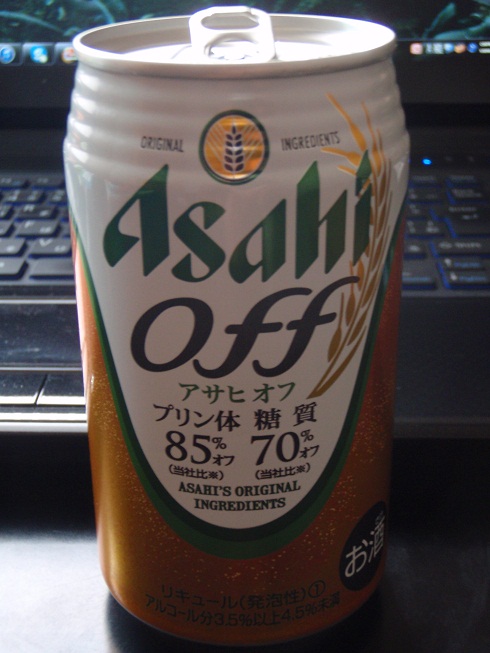 ORIGINAL INGREDIENTS
Asahi
off
アサヒ オフ
プリン体 糖質
85%オフ 70%オフ
(当社比※) (当社比※)
ASAHI'S ORIGINAL
INGREDIENTS
お酒
リキュール(発泡性)①
アルコール分3.5%以上4.5%未満